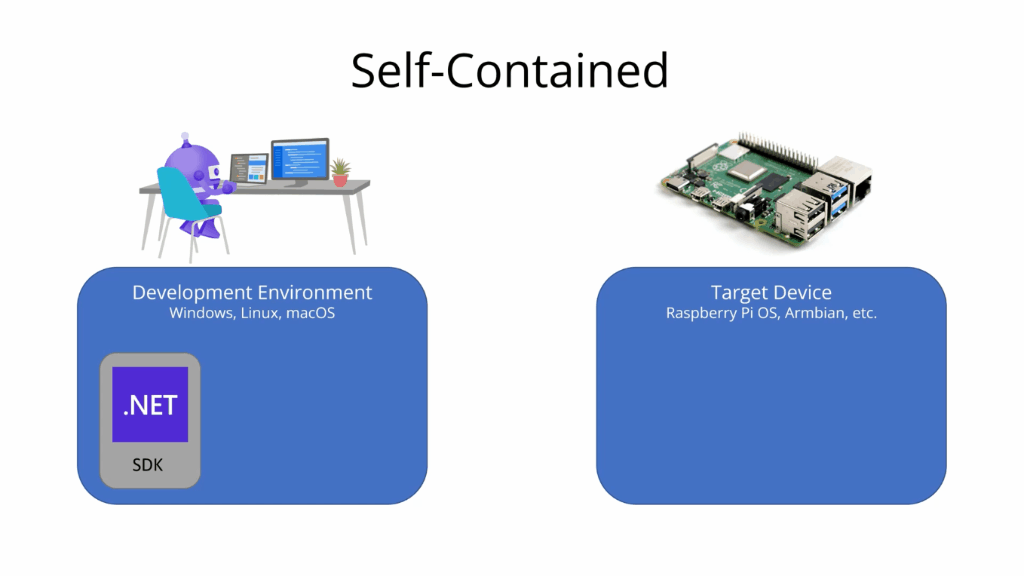 Self-Contained
Development Environment
Windows, Linux, macOS
.NET
SDK
Target Device
Raspberry Pi OS, Armbian, etc.